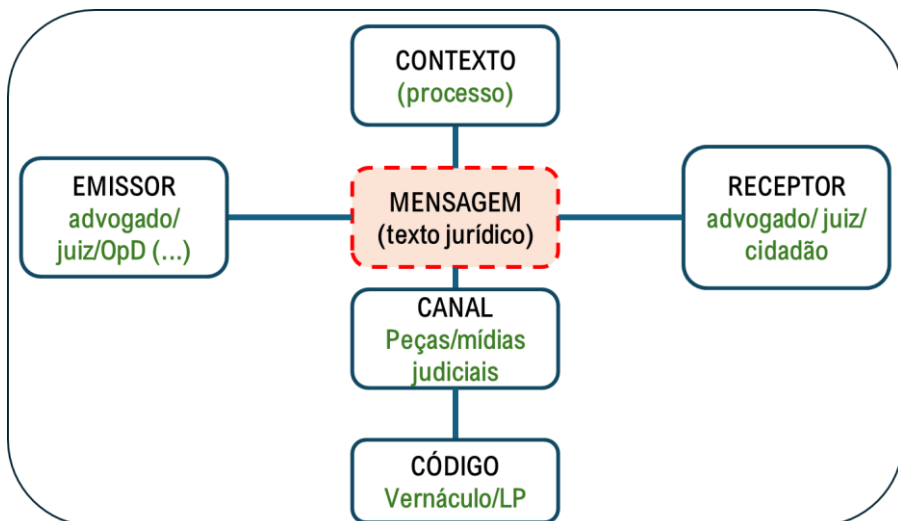 CONTEXTO
(processo)
EMISSOR
advogado/
juiz/OpD (...)
MENSAGEM
(texto jurídico)
RECEPTOR
advogado/ juiz/
cidadão
CANAL
Peças/mídias
judiciais
CÓDIGO
Vernáculo/LP